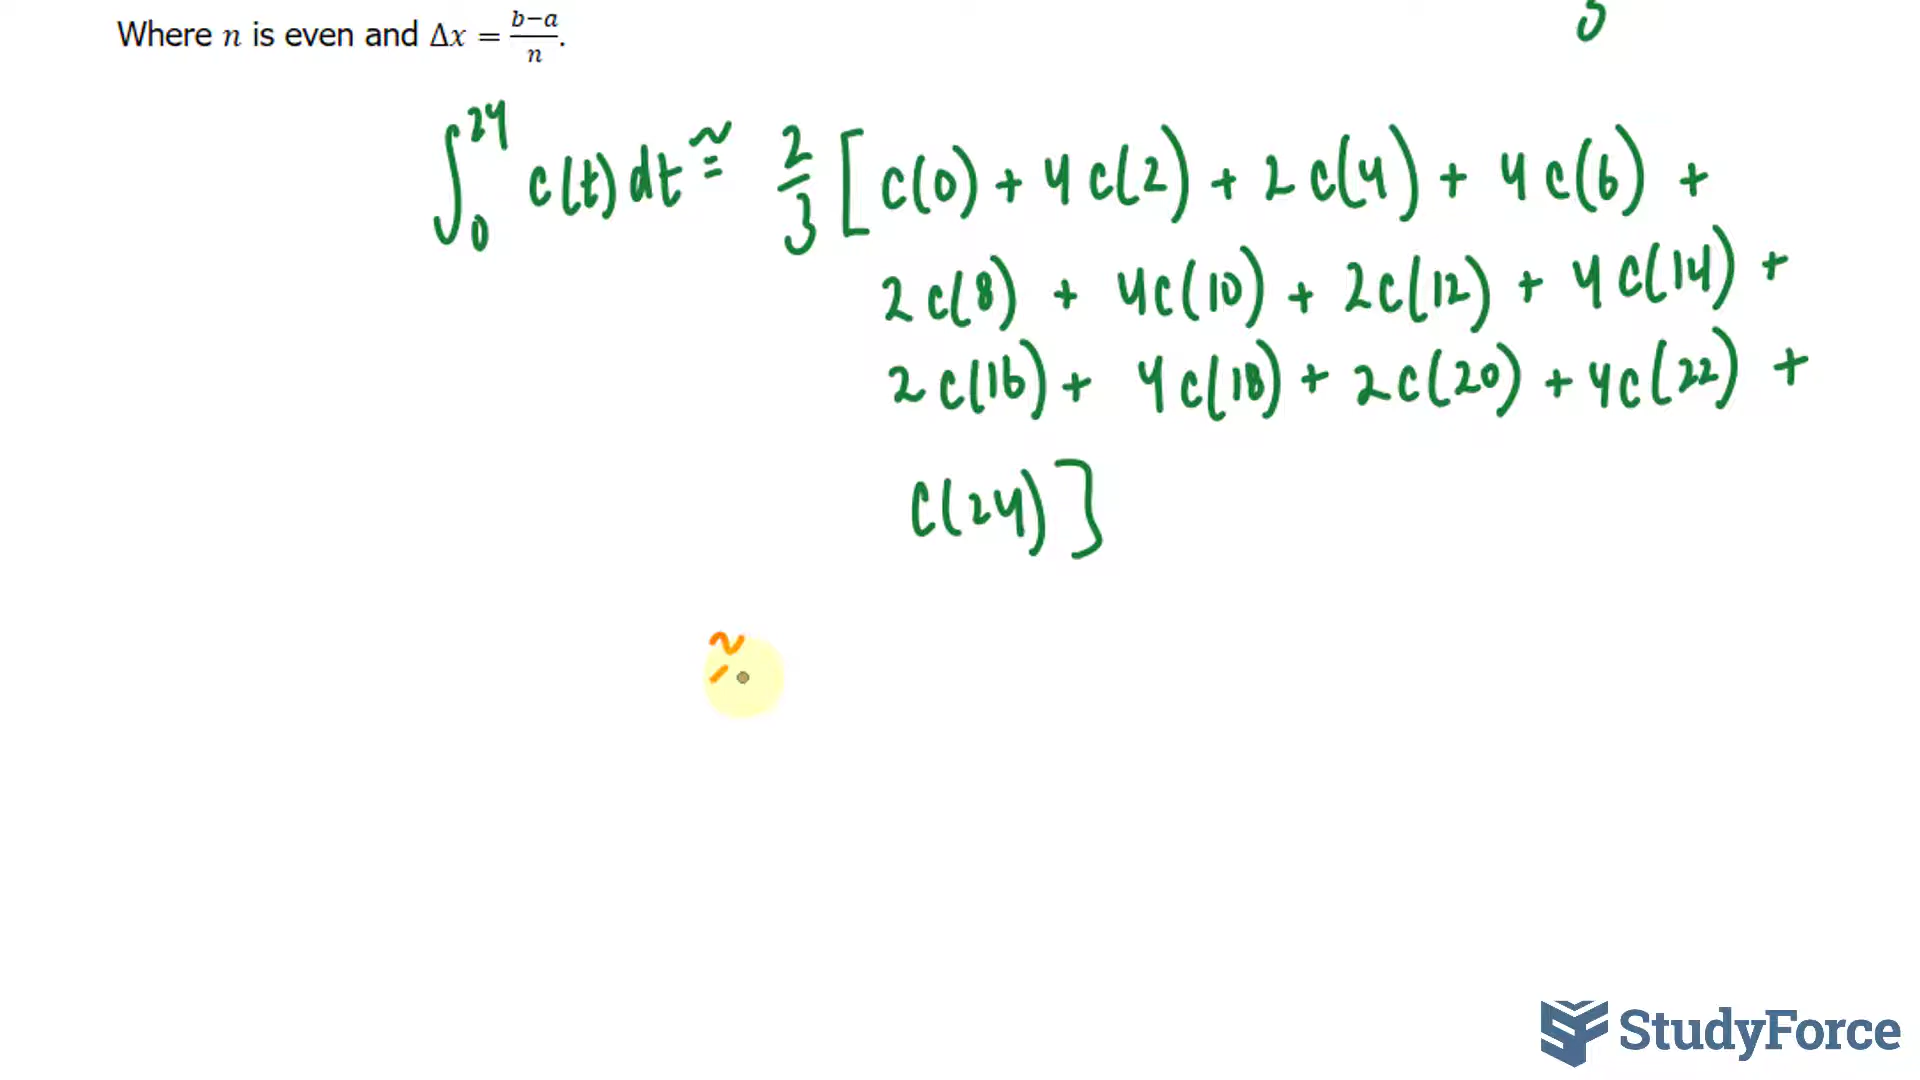 Where n is even and Δx = b−a/n.
∫₀²⁴ c(t) dt ≅ 2/3 [c(0) + 4c(2) + 2c(4) + 4c(6) +
2c(8) + 4c(10) + 2c(12) + 4c(14) +
2c(16) + 4c(18) + 2c(20) + 4c(22) +
c(24)]
StudyForce